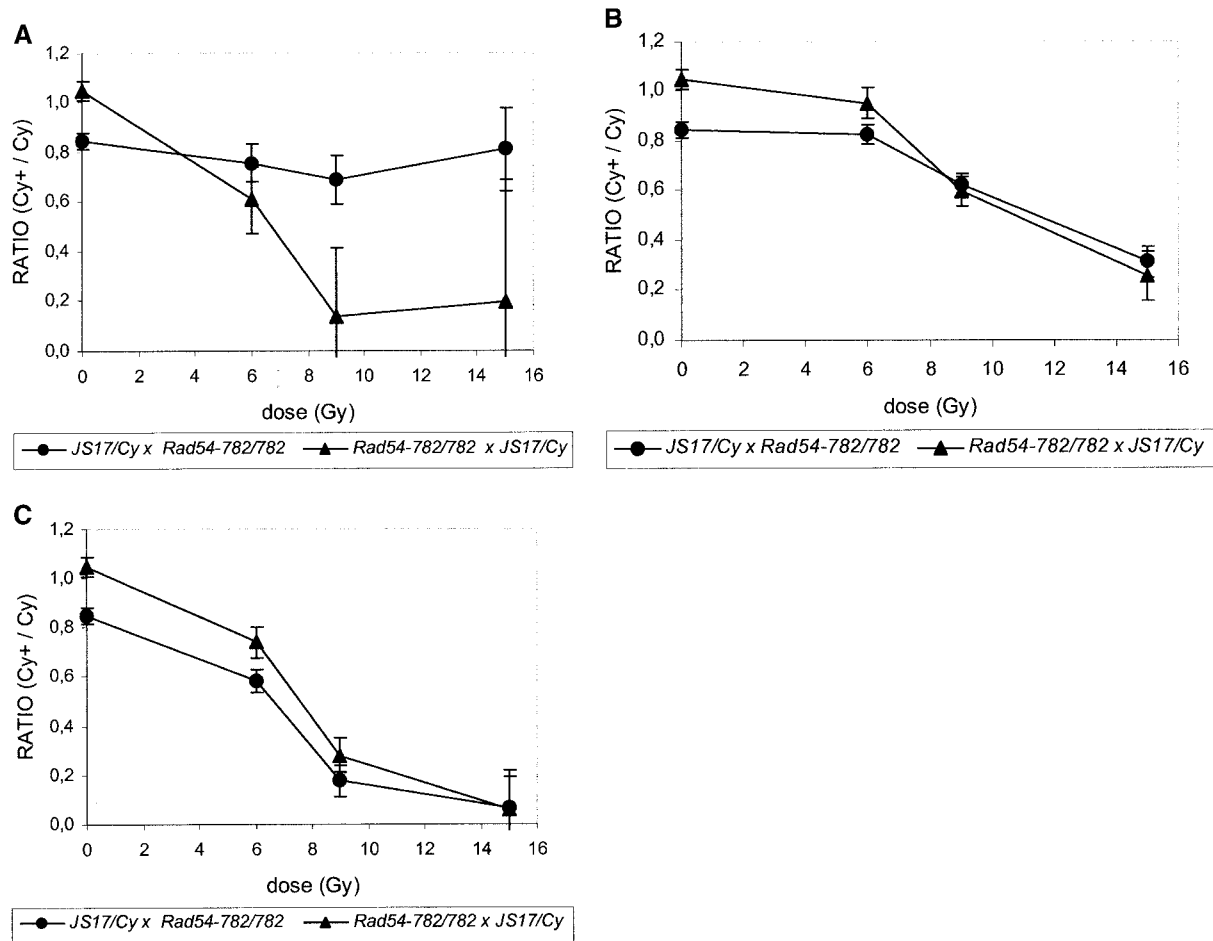 A
1,2
1,0
0,8
0,6
0,4
0,2
0,0
RATIO (Cy+ / Cy)
0 2 4 6 8 10 12 14 16
dose (Gy)
JS17/Cy x Rad54-782/782 Rad54-782/782 x JS17/Cy
B
1,2
1,0
0,8
0,6
0,4
0,2
0,0
RATIO (Cy+ / Cy)
0 2 4 6 8 10 12 14 16
dose (Gy)
JS17/Cy x Rad54-782/782 Rad54-782/782 x JS17/Cy
C
1,2
1,0
0,8
0,6
0,4
0,2
0,0
RATIO (Cy+ / Cy)
0 2 4 6 8 10 12 14 16
dose (Gy)
JS17/Cy x Rad54-782/782 Rad54-782/782 x JS17/Cy